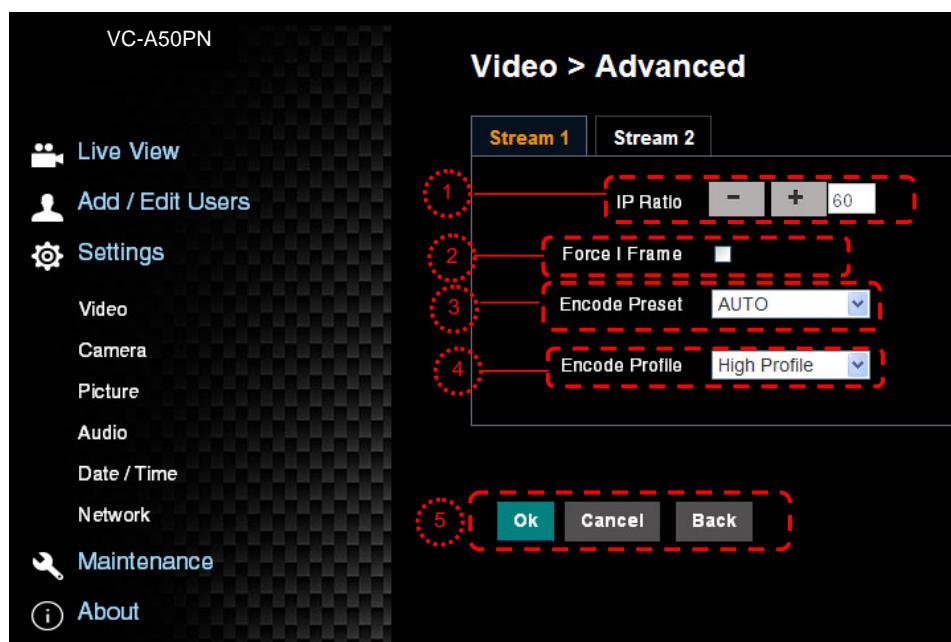 VC-A50PN
Live View
Add / Edit Users
Settings
Video
Camera
Picture
Audio
Date / Time
Network
Maintenance
About
Video > Advanced
Stream 1 Stream 2
1 IP Ratio - + 60
2 Force I Frame
3 Encode Preset AUTO
4 Encode Profile High Profile
5 Ok Cancel Back